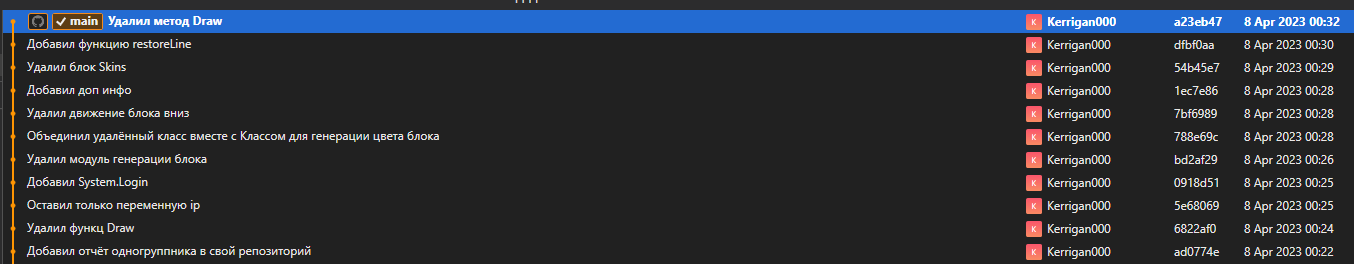 main Удалил метод Draw K Kerrigan000 a23eb47 8 Apr 2023 00:32
Добавил функцию restoreLine K Kerrigan000 dfbf0aa 8 Apr 2023 00:30
Удалил блок Skins K Kerrigan000 54b45e7 8 Apr 2023 00:29
Добавил доп инфо K Kerrigan000 1ec7e86 8 Apr 2023 00:28
Удалил движение блока вниз K Kerrigan000 7bf6989 8 Apr 2023 00:28
Объединил удалённый класс вместе с Классом для генерации цвета блока K Kerrigan000 788e69c 8 Apr 2023 00:28
Удалил модуль генерации блока K Kerrigan000 bd2af29 8 Apr 2023 00:26
Добавил System.Login K Kerrigan000 0918d51 8 Apr 2023 00:25
Оставил только переменную ip K Kerrigan000 5e68069 8 Apr 2023 00:25
Удалил функц Draw K Kerrigan000 6822af0 8 Apr 2023 00:24
Добавил отчёт одногруппника в свой репозиторий K Kerrigan000 ad0774e 8 Apr 2023 00:22